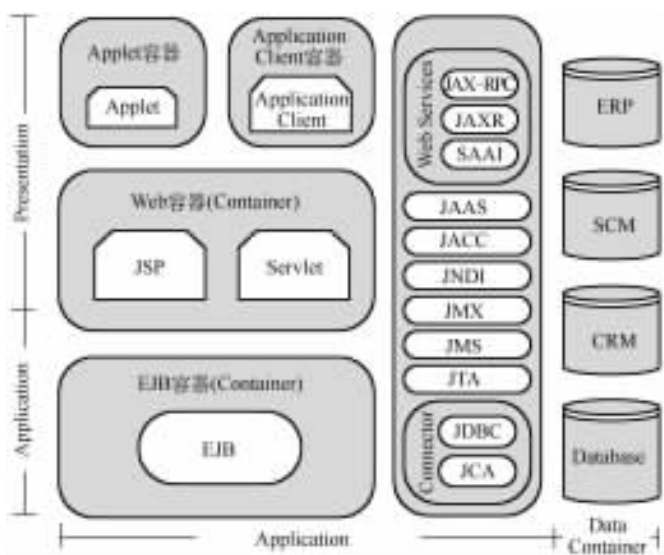 Presentation
Application
Applet容器
Applet
Application
Client容器
Application
Client
Web容器(Container)
JSP
Servlet
EJB容器(Container)
EJB
Web Services
JAX-RPC
JAXR
SAAI
JAAS
JACC
JNDI
JMX
JMS
JTA
Connector
JDBC
JCA
ERP
SCM
CRM
Database
Application
Data
Container